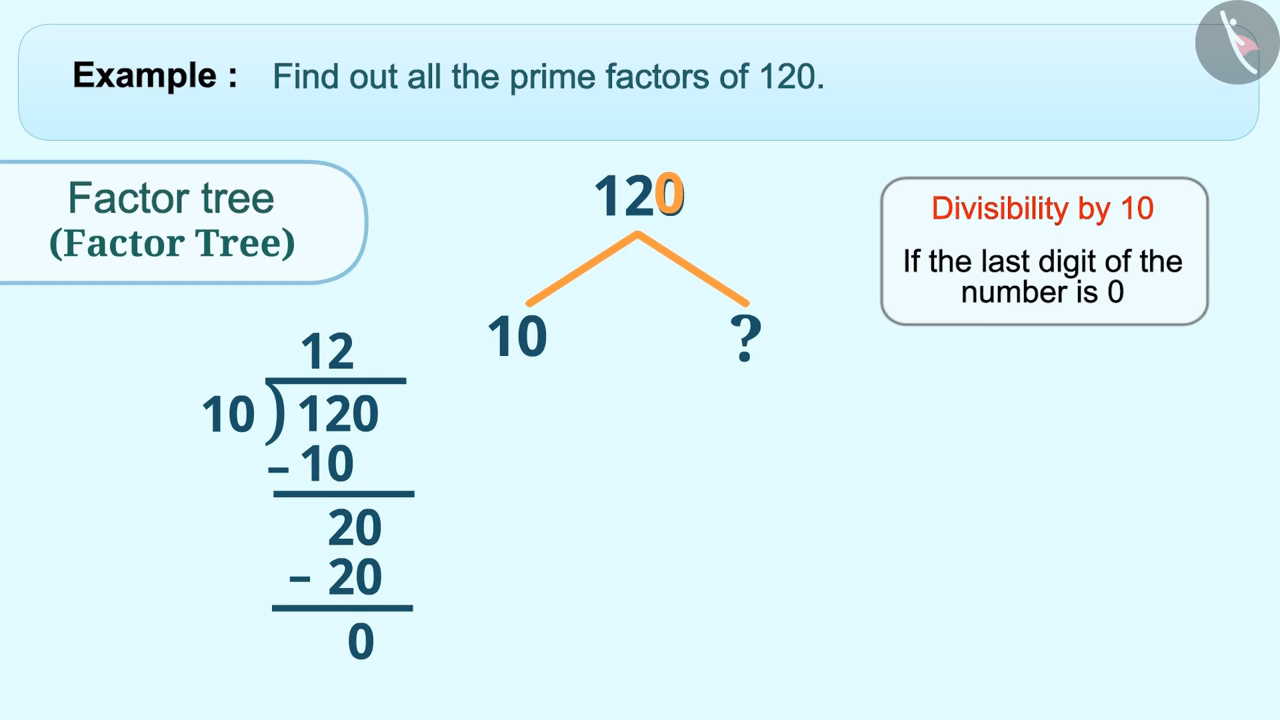 Example : Find out all the prime factors of 120.
Factor tree
(Factor Tree)
120
10 ?
Divisibility by 10
If the last digit of the
number is 0
12
10 ) 120
– 10
20
– 20
0